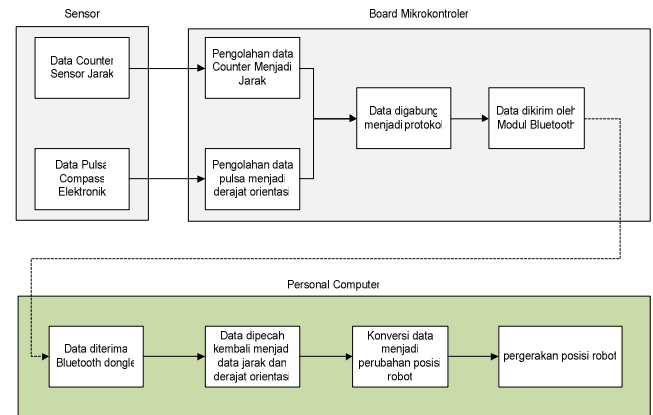 Sensor
Board Mikrokontroler
Data Counter
Sensor Jarak
Pengolahan data
Counter Menjadi
Jarak
Data digabung
menjadi protokol
Data dikirim oleh
Modul Bluetooth
Data Pulsa
Compass
Elektronik
Pengolahan data
pulsa menjadi
derajat orientasi
Personal Computer
Data diterima
Bluetooth dongle
Data dipecah
kembali menjadi
data jarak dan
derajat orientasi
Konversi data
menjadi
perubahan posisi
robot
pergerakan posisi robot